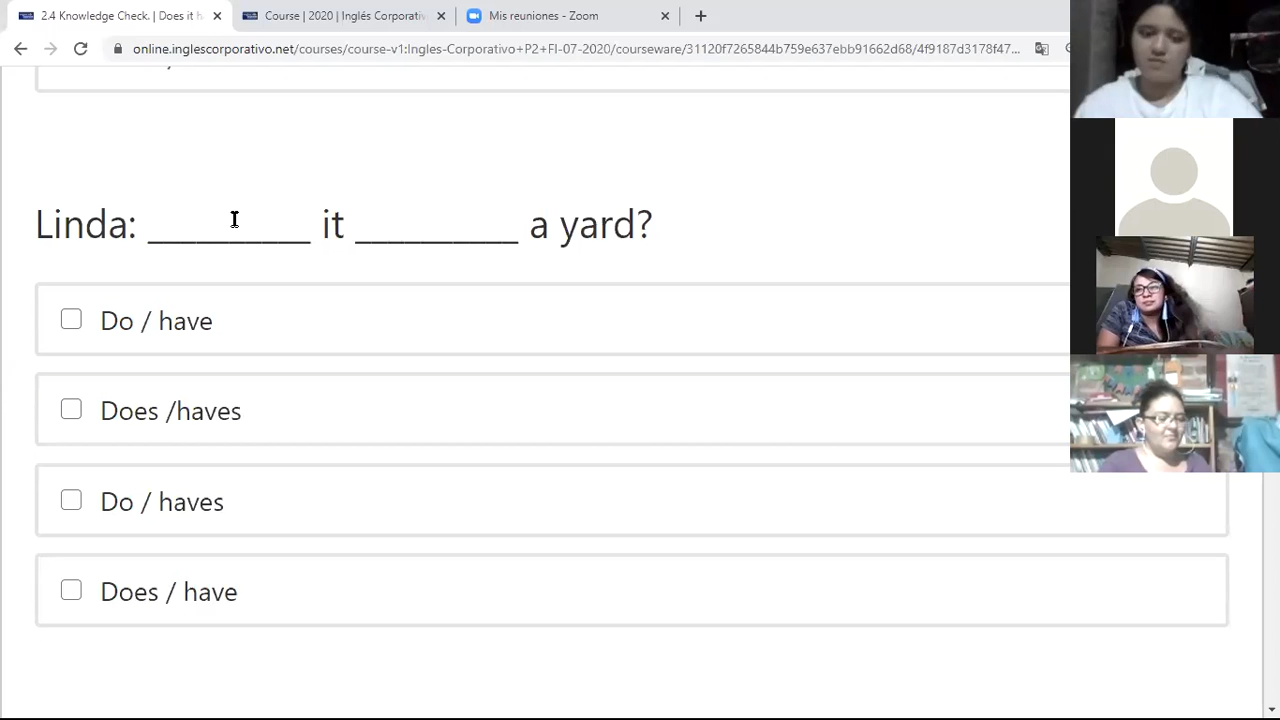 2.4 Knowledge Check. | Does it h
Course | 2020 | Inglés Corporativ
Mis reuniones - Zoom
online.inglescorporativo.net/courses/course-v1:Ingles-Corporativo+P2+FI-07-2020/courseware/31120f7265844b759e637ebb91662d68/4f9187d3178f47...
Linda: __________ it __________ a yard?
Do / have
Does /haves
Do / haves
Does / have